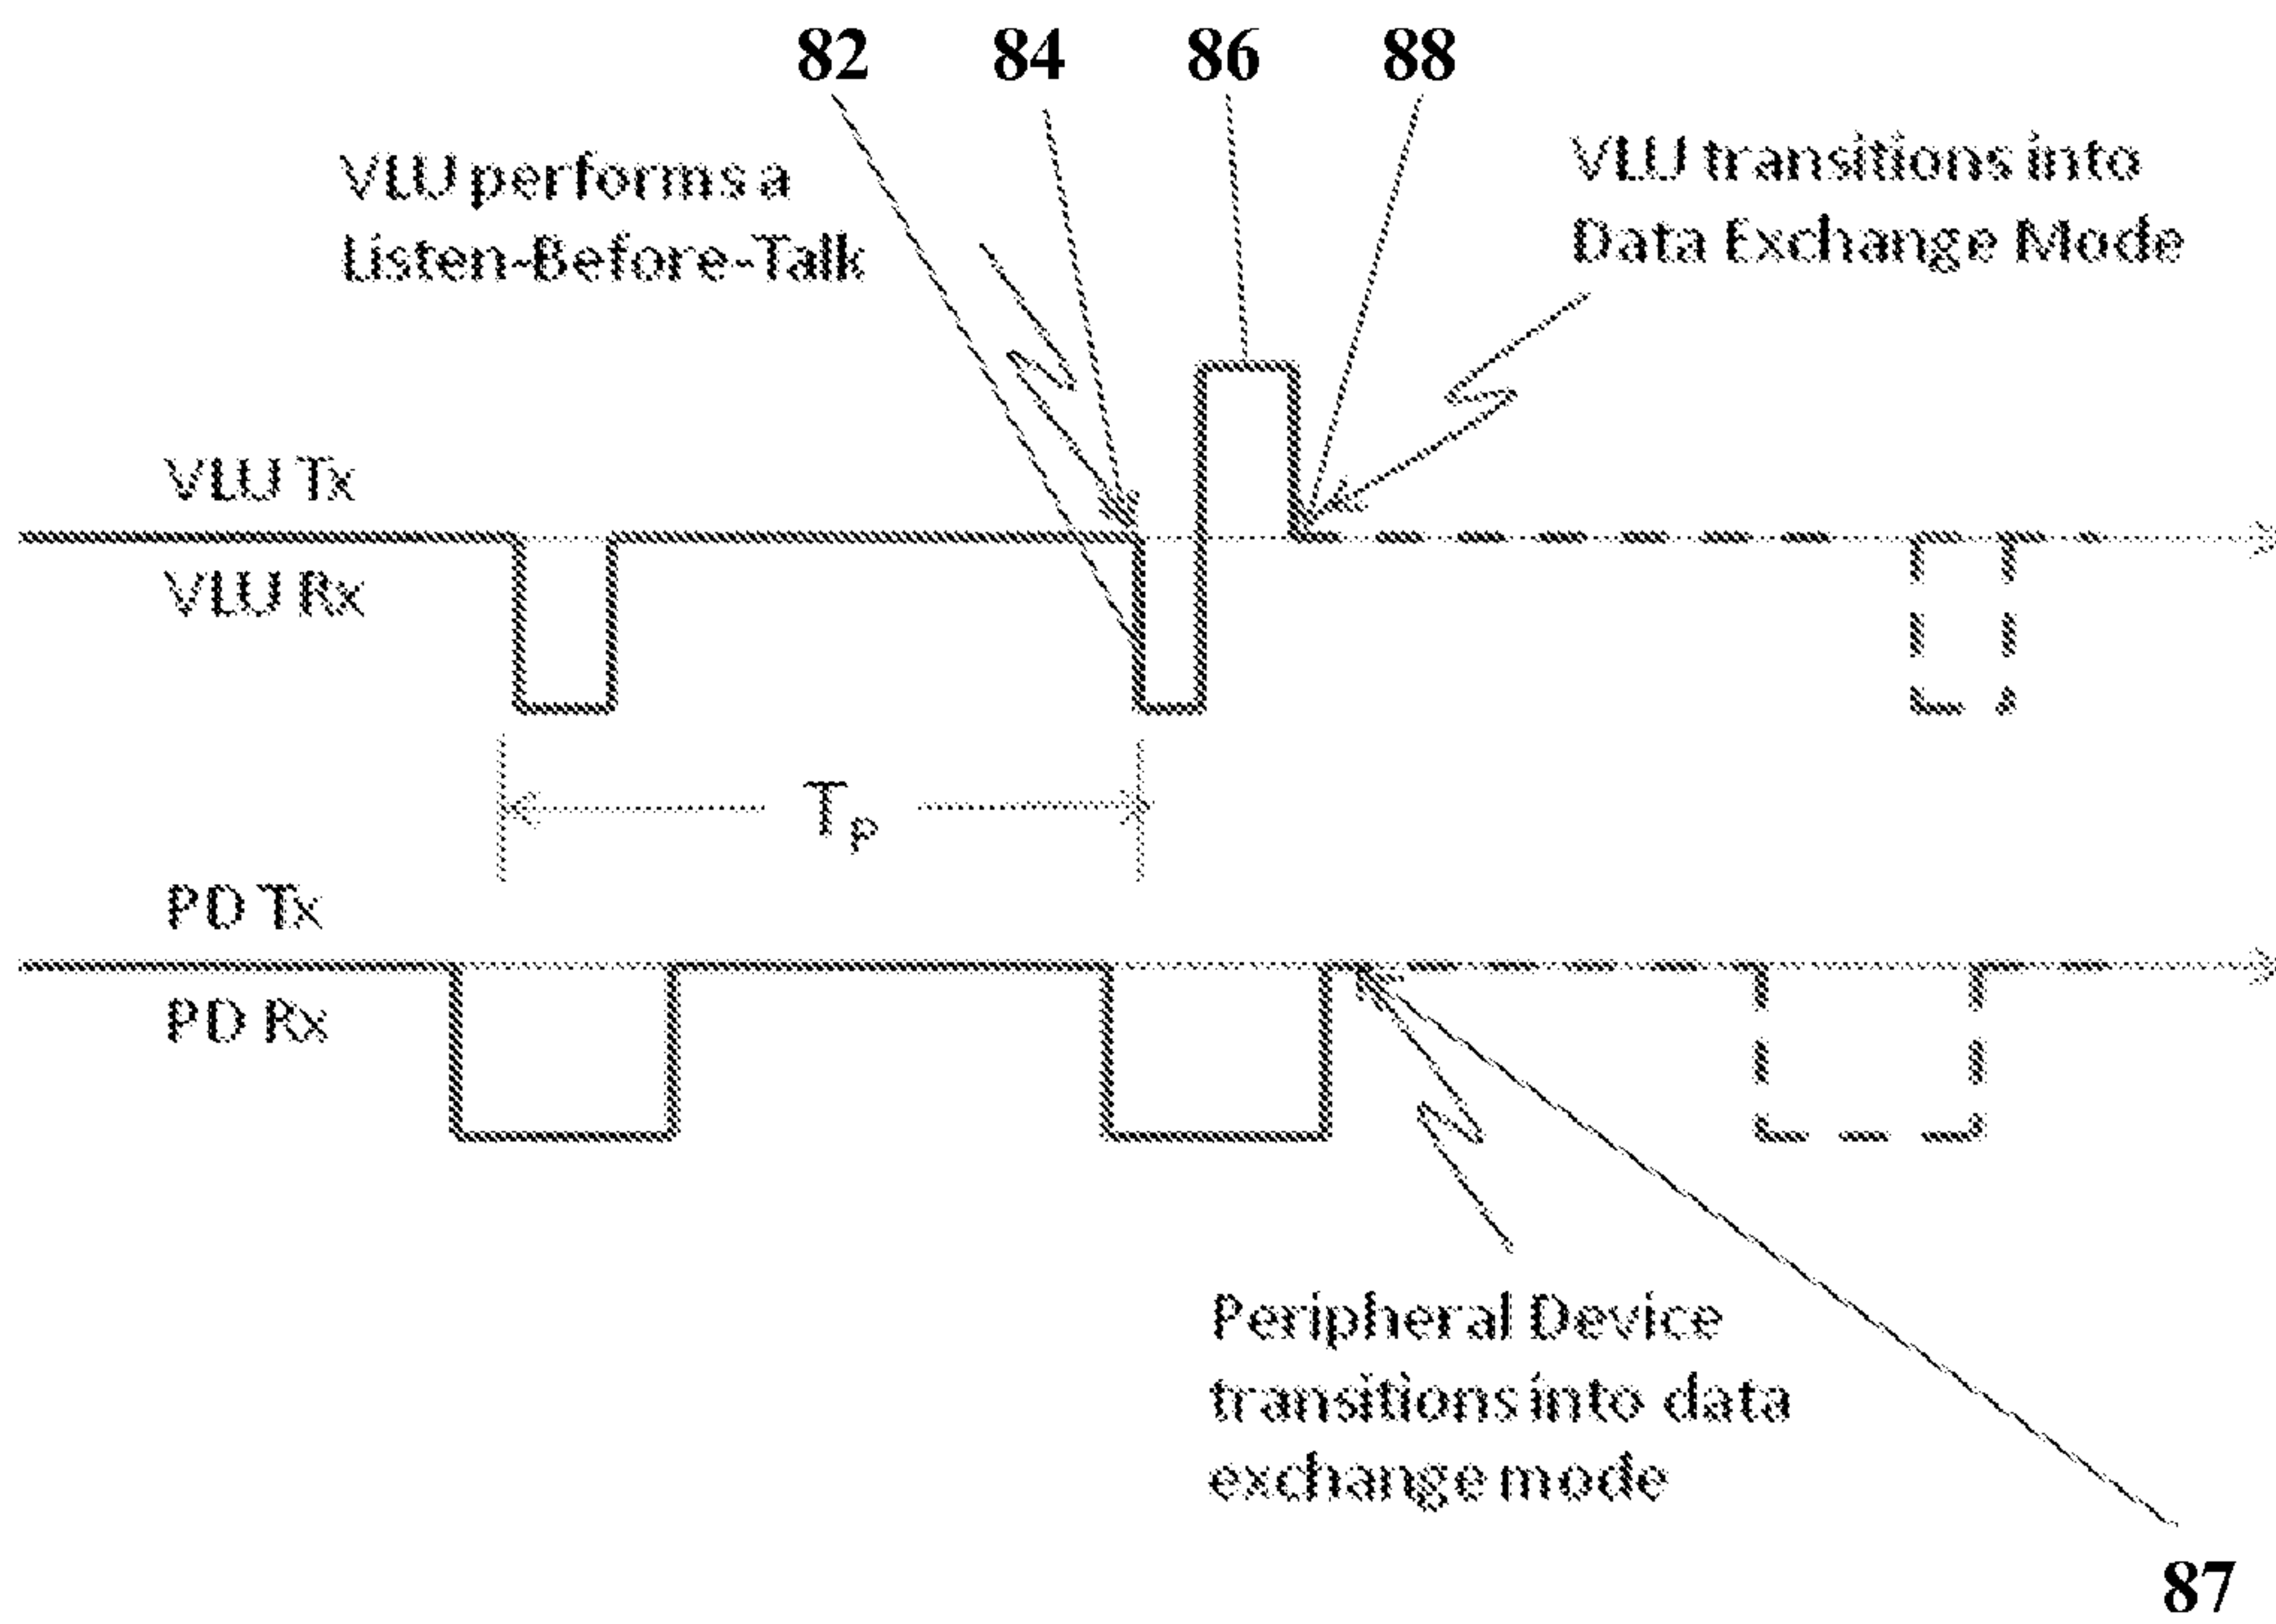 82 84 86 88
VLU performs a
Listen-Before-Talk
VLU transitions into
Data Exchange Mode
VLU Tx
VLU Rx
Tp
PD Tx
PD Rx
Peripheral Device
transitions into data
exchange mode
87